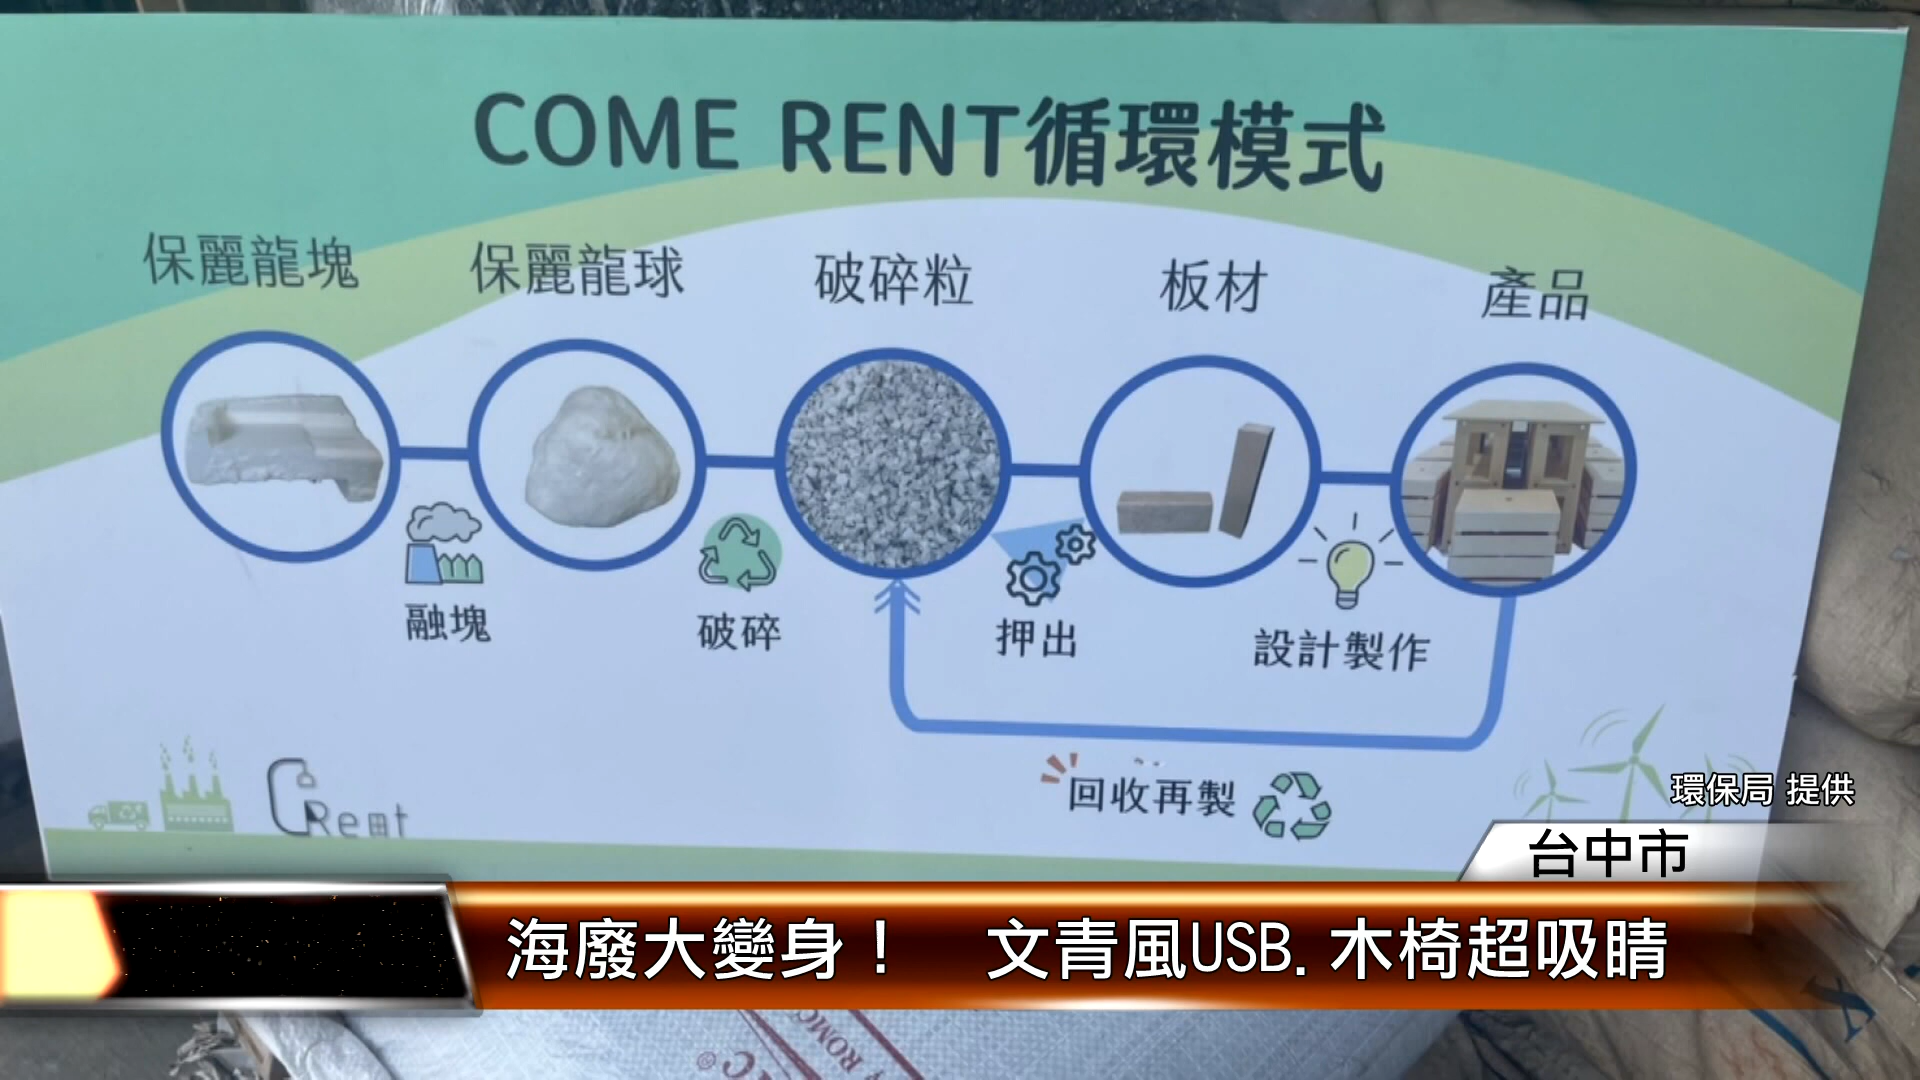 COME RENT循環模式
保麗龍塊
保麗龍球
破碎粒
板材
產品
融塊
破碎
押出
設計製作
回收再製
Rent
環保局 提供
台中市
海廢大變身！ 文青風USB.木椅超吸睛
ROMC
X